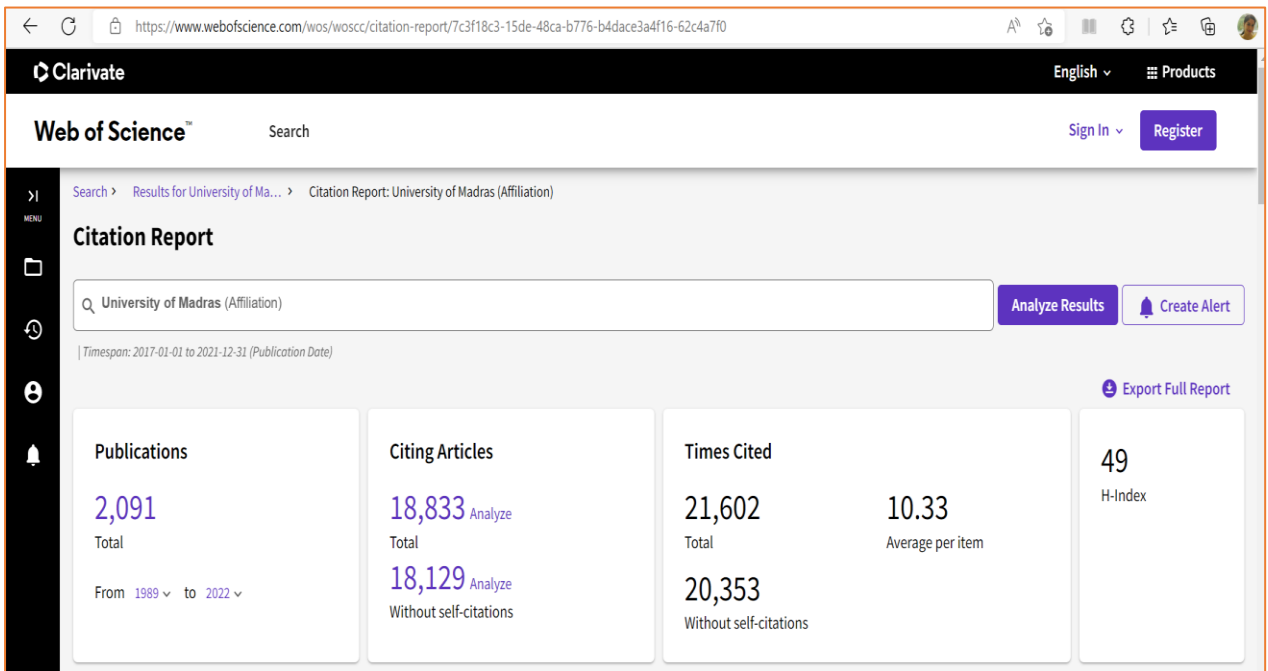 https://www.webofscience.com/wos/woscc/citation-report/7c3f18c3-15de-48ca-b776-b4dace3a4f16-62c4a7f0
Clarivate
English
Products
Web of Science™
Search
Sign In
Register
MENU
Search > Results for University of Ma... > Citation Report: University of Madras (Affiliation)
Citation Report
University of Madras (Affiliation)
Analyze Results
Create Alert
| Timespan: 2017-01-01 to 2021-12-31 (Publication Date)
Export Full Report
Publications
2,091
Total
From 1989 to 2022
Citing Articles
18,833 Analyze
Total
18,129 Analyze
Without self-citations
Times Cited
21,602
Total
10.33
Average per item
20,353
Without self-citations
49
H-Index